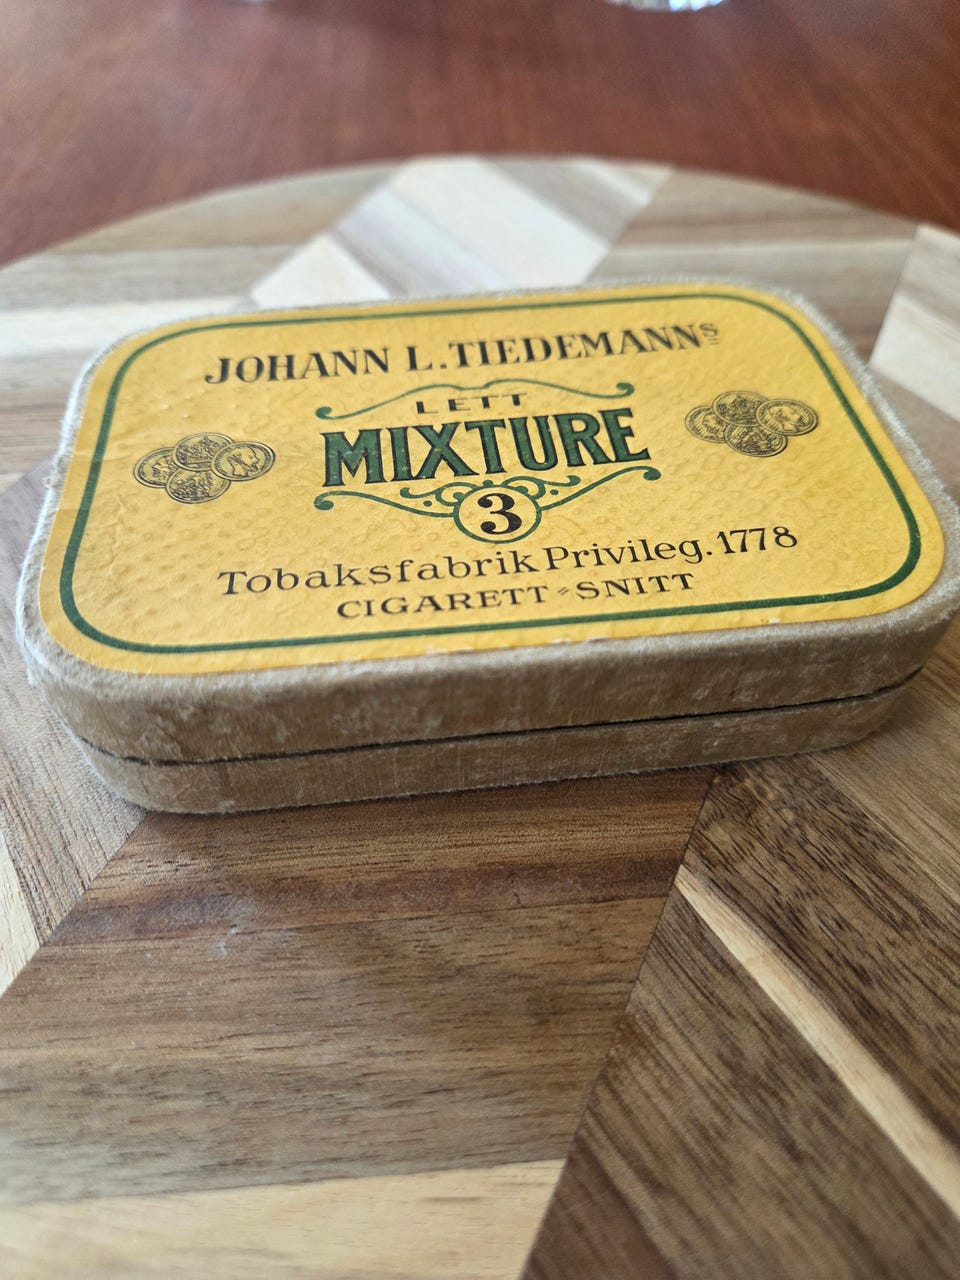 JOHANN L. TIEDEMANNS
LETT
MIXTURE
3
Tobaksfabrik Privileg. 1778
CIGARETT-SNITT